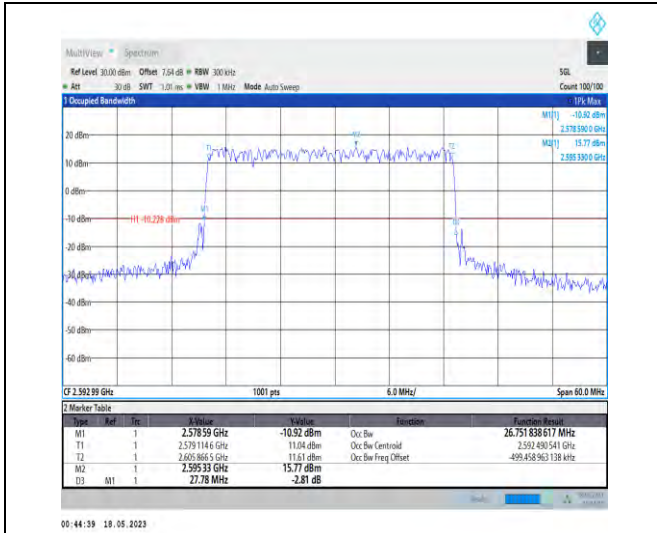 MultiView Spectrum
Ref Level 30.00 dBm Offset 7.64 dB RBW 300 kHz SGL
Att 30 dB SWT 1.01 ms VBW 1 MHz Mode Auto Sweep Count 100/100
1 Occupied Bandwidth 1Pk Max
M1[1] -10.92 dBm
2.578 590 0 GHz
M2[1] 15.77 dBm
2.595 330 0 GHz
20 dBm
T1 M2 T2
10 dBm
0 dBm
M1
-10 dBm H1 -10.228 dBm
-20 dBm
-30 dBm
-40 dBm
-50 dBm
-60 dBm
CF 2.592 99 GHz 1001 pts 6.0 MHz/ Span 60.0 MHz
2 Marker Table
Type Ref Trc X-Value Y-Value Function Function Result
M1 1 2.578 59 GHz -10.92 dBm Occ Bw 26.751 838 617 MHz
T1 1 2.579 114 6 GHz 11.04 dBm Occ Bw Centroid 2.592 490 541 GHz
T2 1 2.605 866 5 GHz 11.61 dBm Occ Bw Freq Offset -499.458 963 138 kHz
M2 1 2.595 33 GHz 15.77 dBm
D3 M1 1 27.78 MHz -2.81 dB
00:44:39 18.05.2023